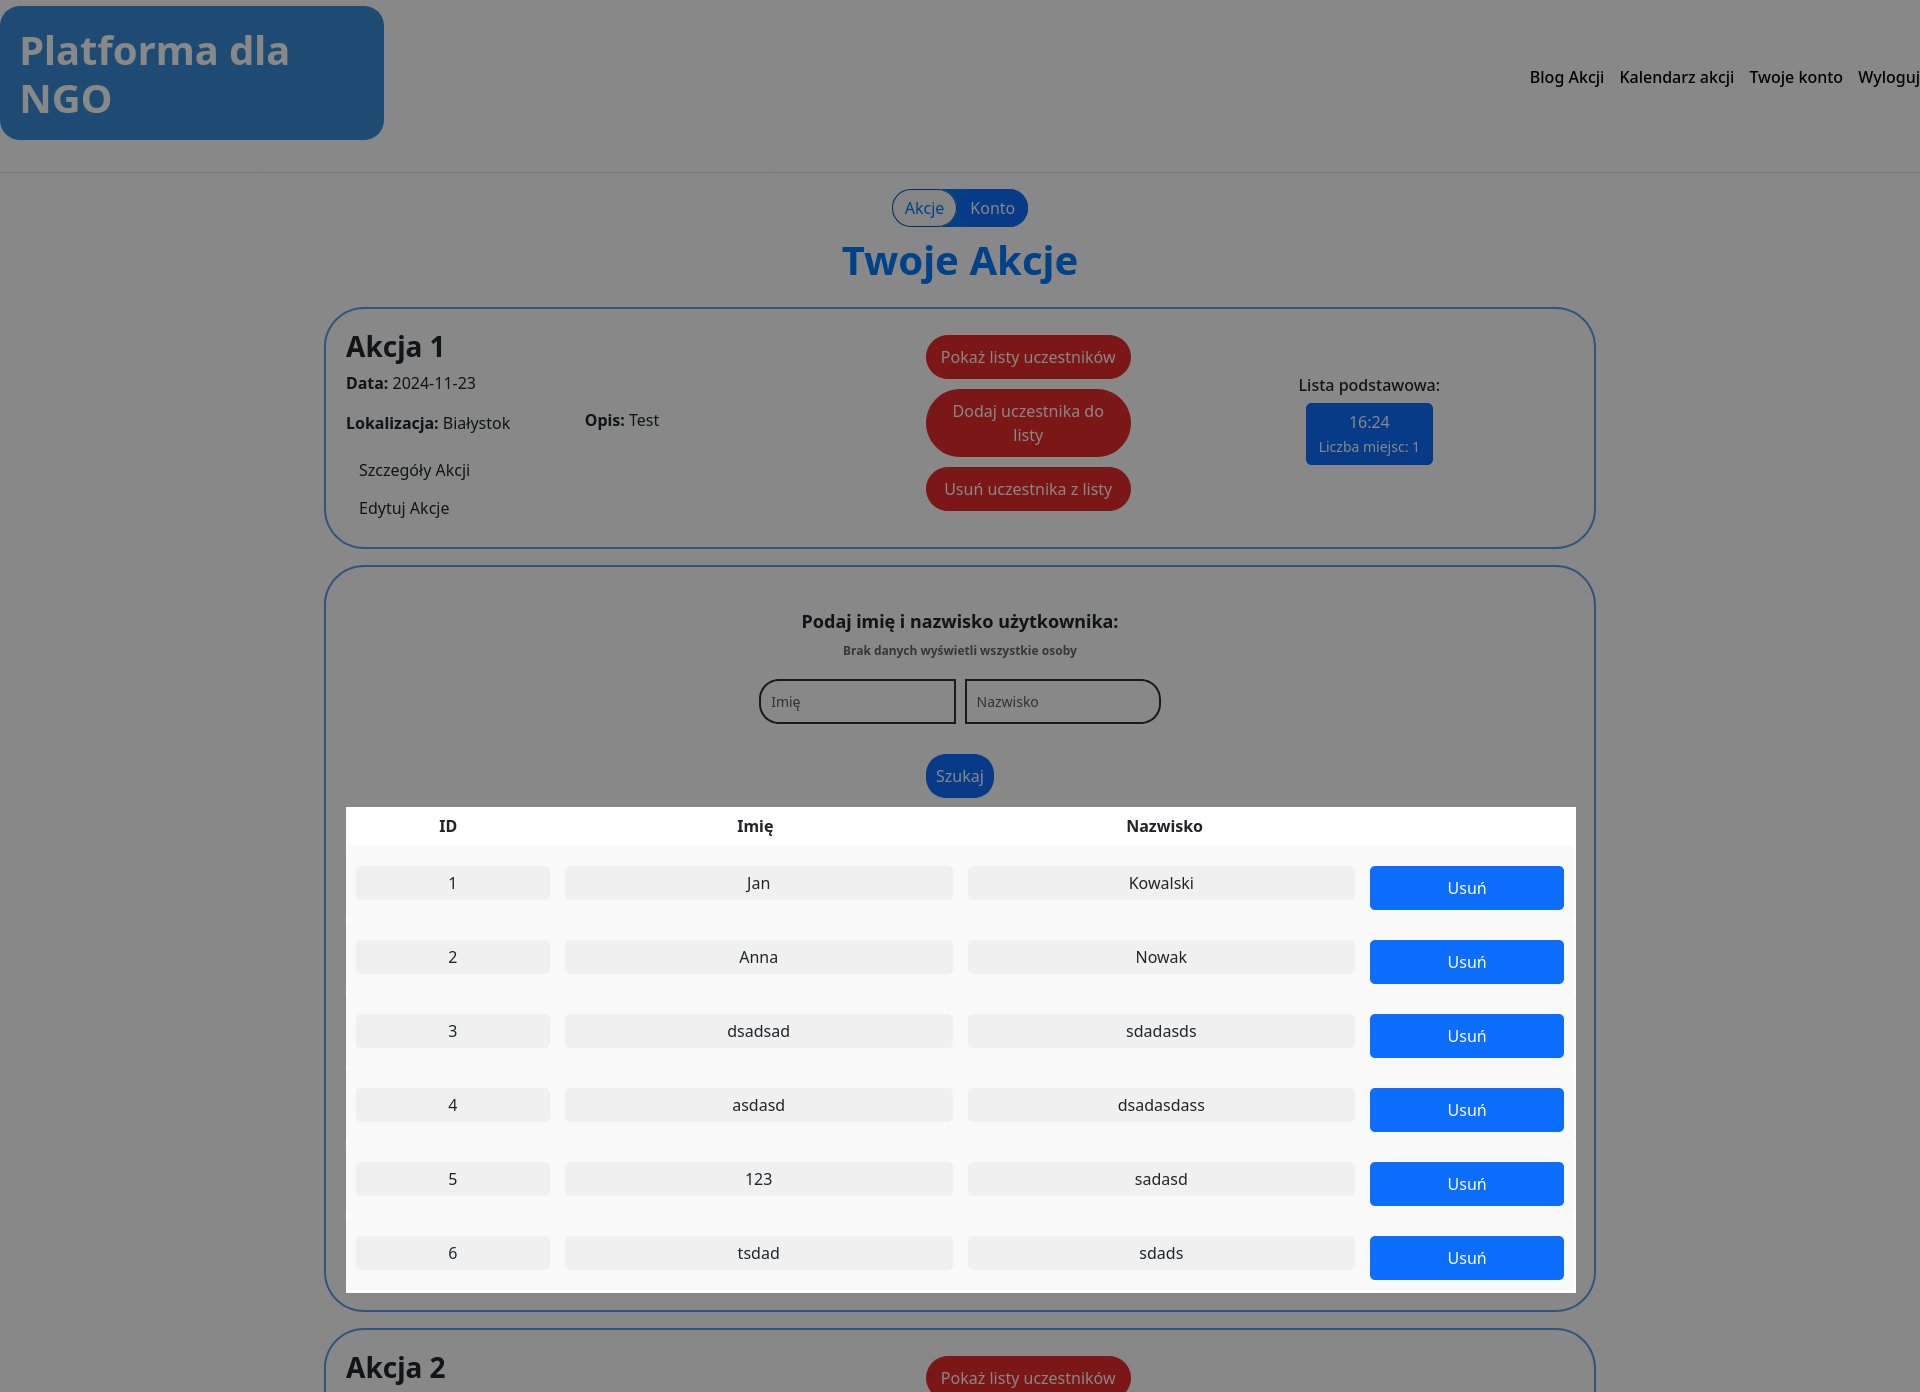 Platforma dla
NGO
Blog Akcji Kalendarz akcji Twoje konto Wyloguj
Akcje Konto
Twoje Akcje
Akcja 1
Data: 2024-11-23
Lokalizacja: Białystok
Szczegóły Akcji
Edytuj Akcje
Opis: Test
Pokaż listy uczestników
Dodaj uczestnika do
listy
Usuń uczestnika z listy
Lista podstawowa:
16:24
Liczba miejsc: 1
Podaj imię i nazwisko użytkownika:
Brak danych wyświetli wszystkie osoby
Imię Nazwisko
Szukaj
ID Imię Nazwisko
1 Jan Kowalski Usuń
2 Anna Nowak Usuń
3 dsadsad sdadasds Usuń
4 asdasd dsadasdass Usuń
5 123 sadasd Usuń
6 tsdad sdads Usuń
Akcja 2
Pokaż listy uczestników